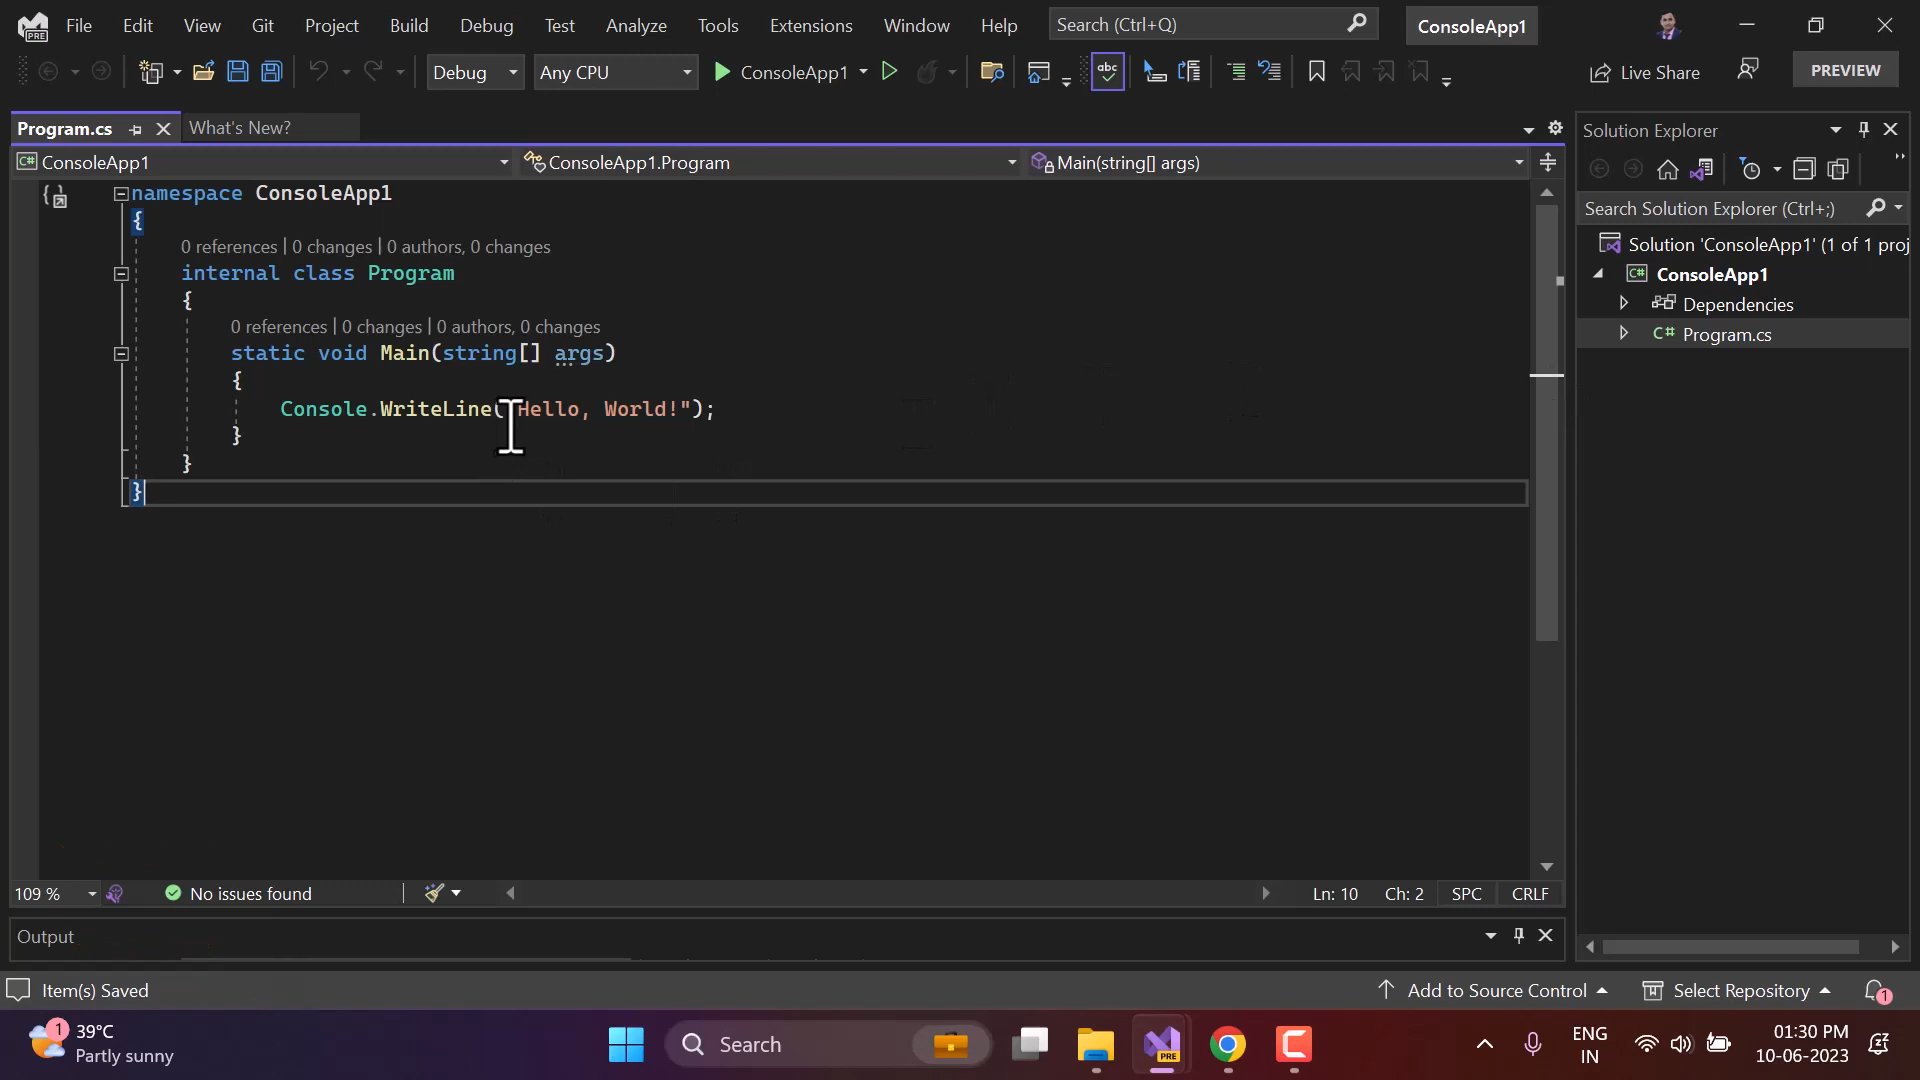 PRE File Edit View Git Project Build Debug Test Analyze Tools Extensions Window Help Search (Ctrl+Q) ConsoleApp1
Debug Any CPU ConsoleApp1 abc Live Share PREVIEW
Program.cs What's New?
C# ConsoleApp1 ConsoleApp1.Program Main(string[] args)
namespace ConsoleApp1
{
0 references | 0 changes | 0 authors, 0 changes
internal class Program
{
0 references | 0 changes | 0 authors, 0 changes
static void Main(string[] args)
{
Console.WriteLine("Hello, World!");
}
}
}
109 % No issues found Ln: 10 Ch: 2 SPC CRLF
Output
Solution Explorer
Search Solution Explorer (Ctrl+;)
Solution 'ConsoleApp1' (1 of 1 proj
C# ConsoleApp1
Dependencies
C# Program.cs
Item(s) Saved Add to Source Control Select Repository 1
1 39°C
Partly sunny
Search
PRE
ENG
IN
01:30 PM
10-06-2023